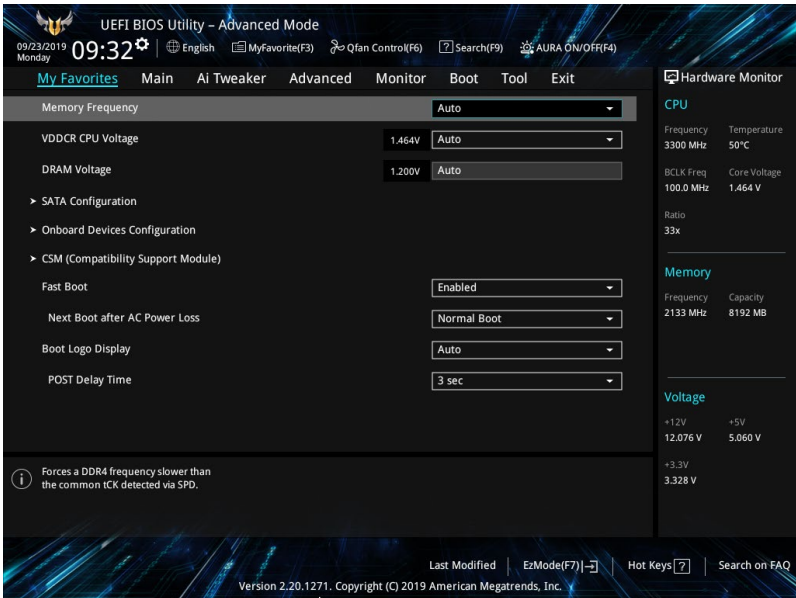 UEFI BIOS Utility – Advanced Mode
09/23/2019
Monday
09:32
English
MyFavorite(F3)
Qfan Control(F6)
? Search(F9)
AURA ON/OFF(F4)
My Favorites Main Ai Tweaker Advanced Monitor Boot Tool Exit
Memory Frequency Auto
VDDCR CPU Voltage 1.464V Auto
DRAM Voltage 1.200V Auto
> SATA Configuration
> Onboard Devices Configuration
> CSM (Compatibility Support Module)
Fast Boot Enabled
Next Boot after AC Power Loss Normal Boot
Boot Logo Display Auto
POST Delay Time 3 sec
i
Forces a DDR4 frequency slower than
the common tCK detected via SPD.
Hardware Monitor
CPU
Frequency Temperature
3300 MHz 50°C
BCLK Freq Core Voltage
100.0 MHz 1.464 V
Ratio
33x
Memory
Frequency Capacity
2133 MHz 8192 MB
Voltage
+12V +5V
12.076 V 5.060 V
+3.3V
3.328 V
Last Modified EzMode(F7) Hot Keys ? Search on FAQ
Version 2.20.1271. Copyright (C) 2019 American Megatrends, Inc.